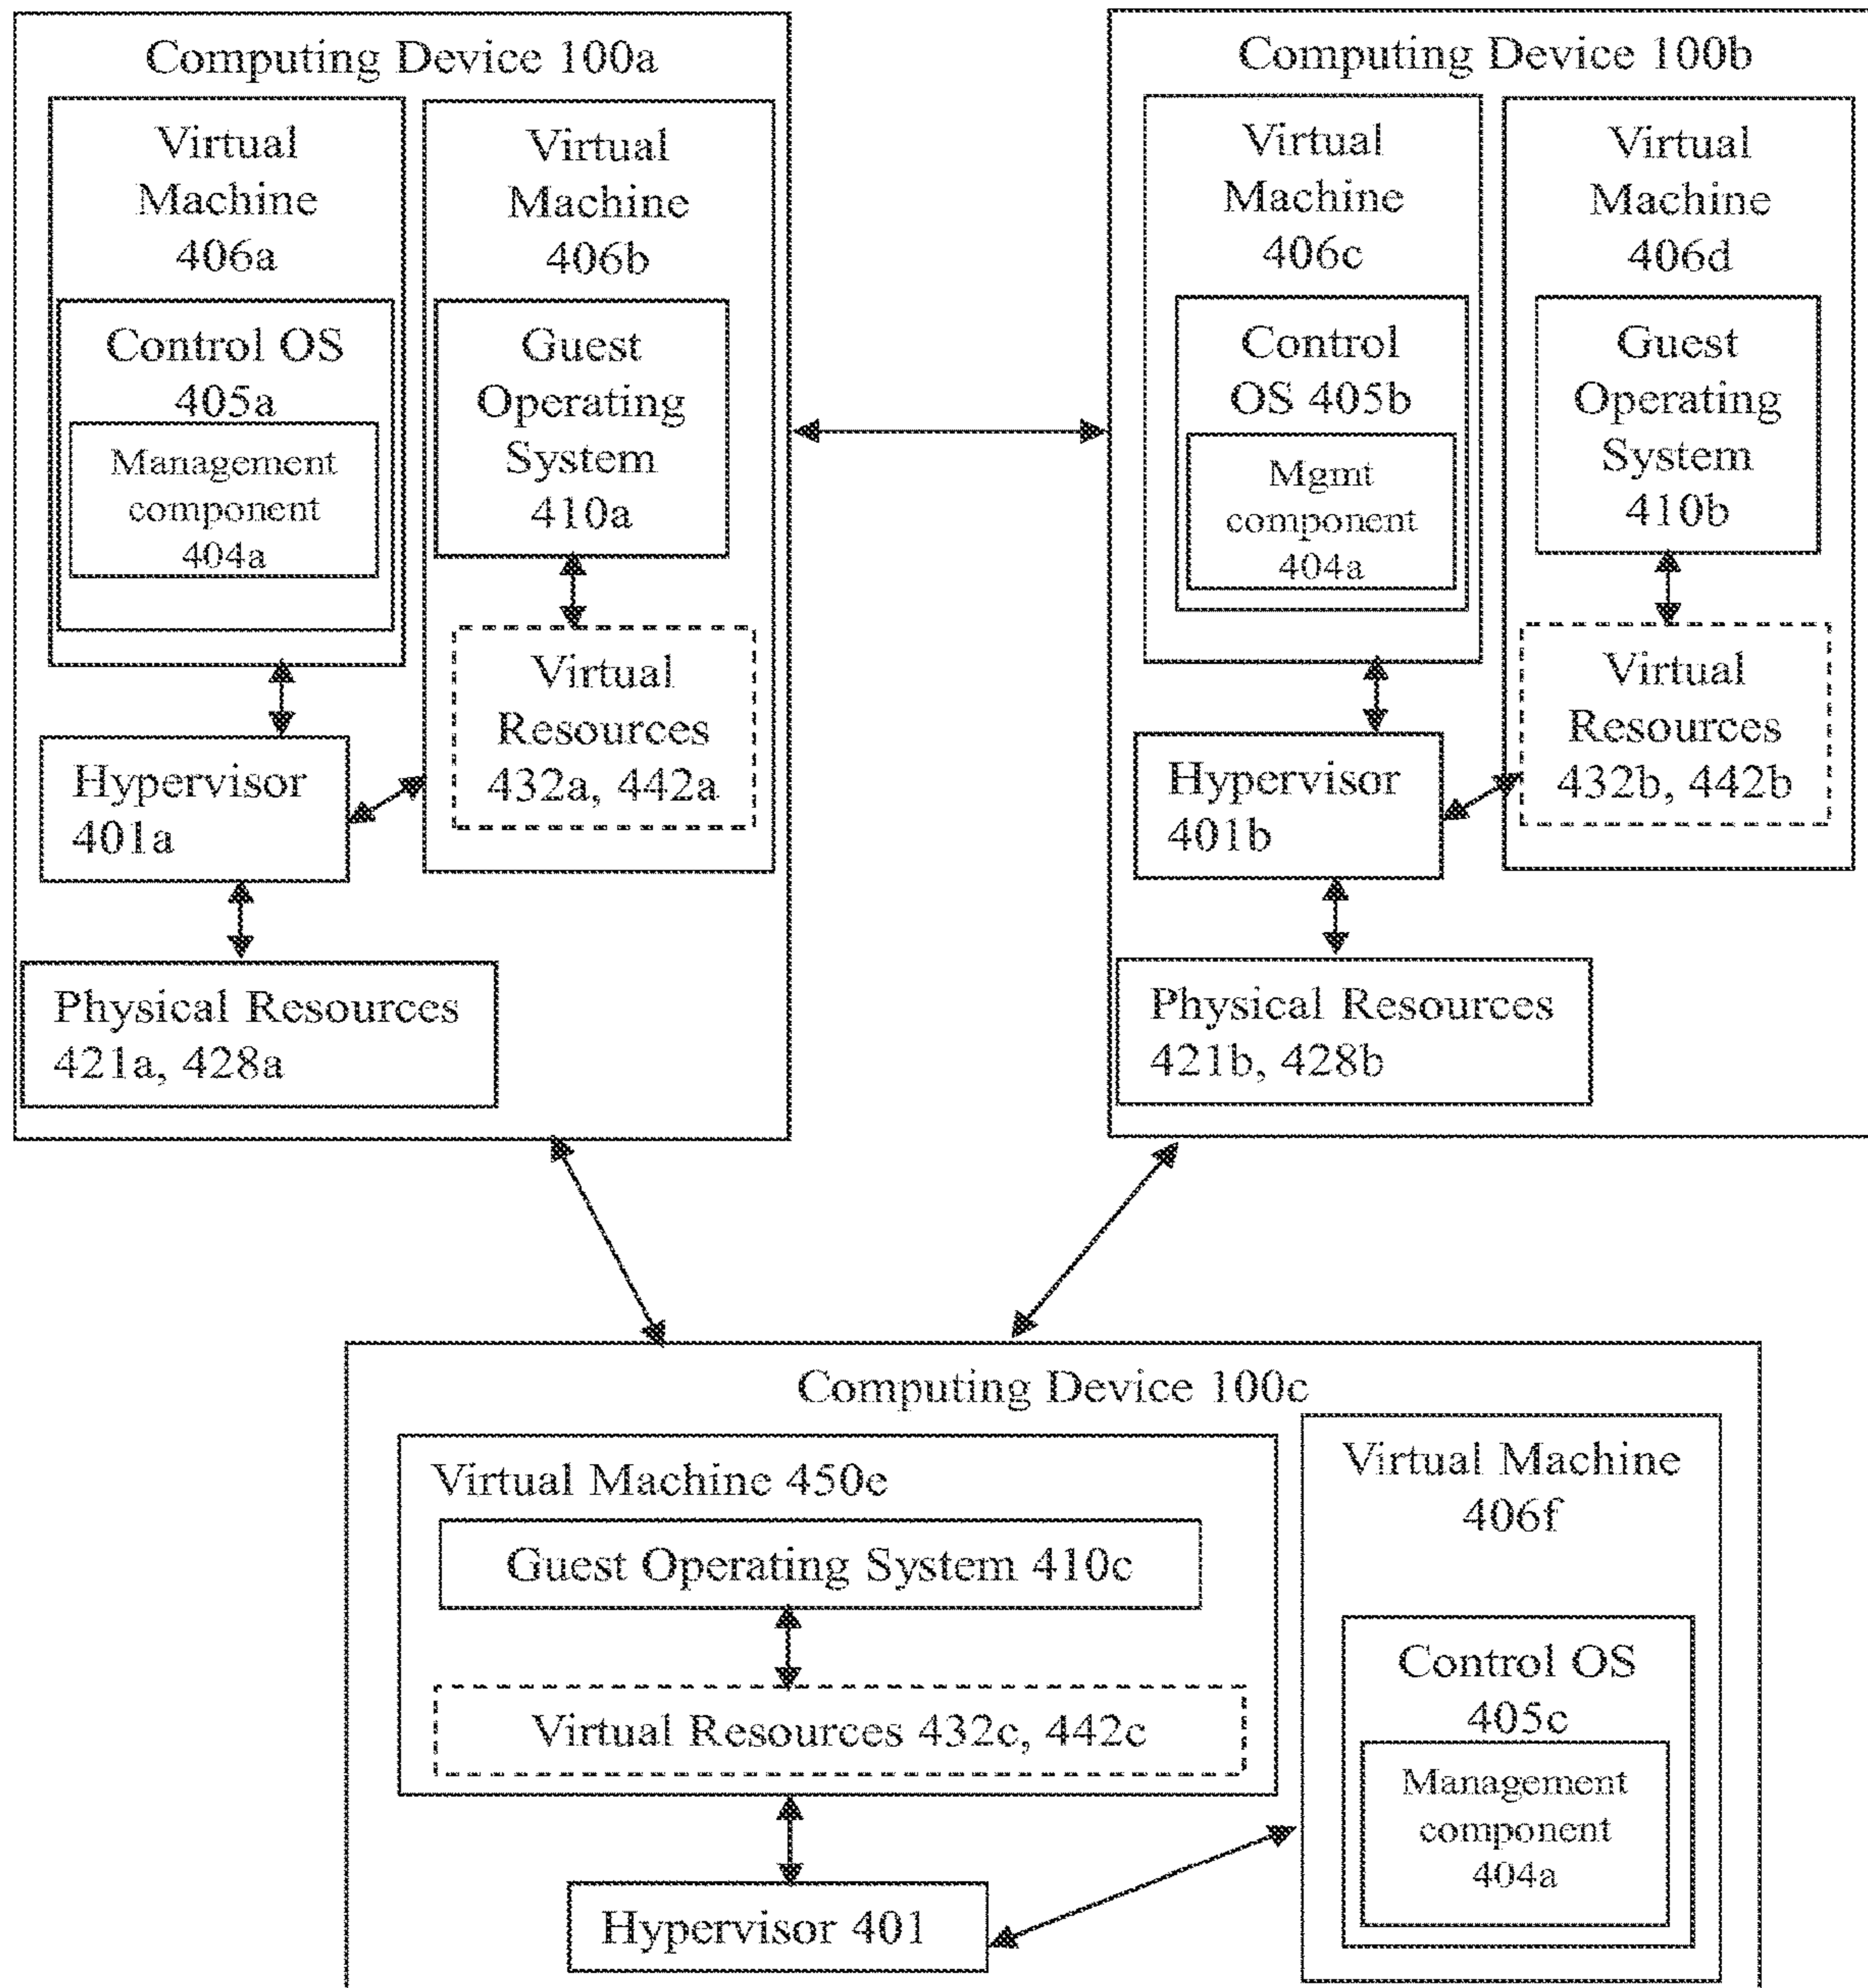 Computing Device 100a
Virtual
Machine
406a
Control OS
405a
Management
component
404a
Virtual
Machine
406b
Guest
Operating
System
410a
Virtual
Resources
432a, 442a
Hypervisor
401a
Physical Resources
421a, 428a
Computing Device 100b
Virtual
Machine
406c
Control
OS 405b
Mgmt
component
404a
Virtual
Machine
406d
Guest
Operating
System
410b
Virtual
Resources
432b, 442b
Hypervisor
401b
Physical Resources
421b, 428b
Computing Device 100c
Virtual Machine 450e
Guest Operating System 410c
Virtual Resources 432c, 442c
Hypervisor 401
Virtual Machine
406f
Control OS
405c
Management
component
404a